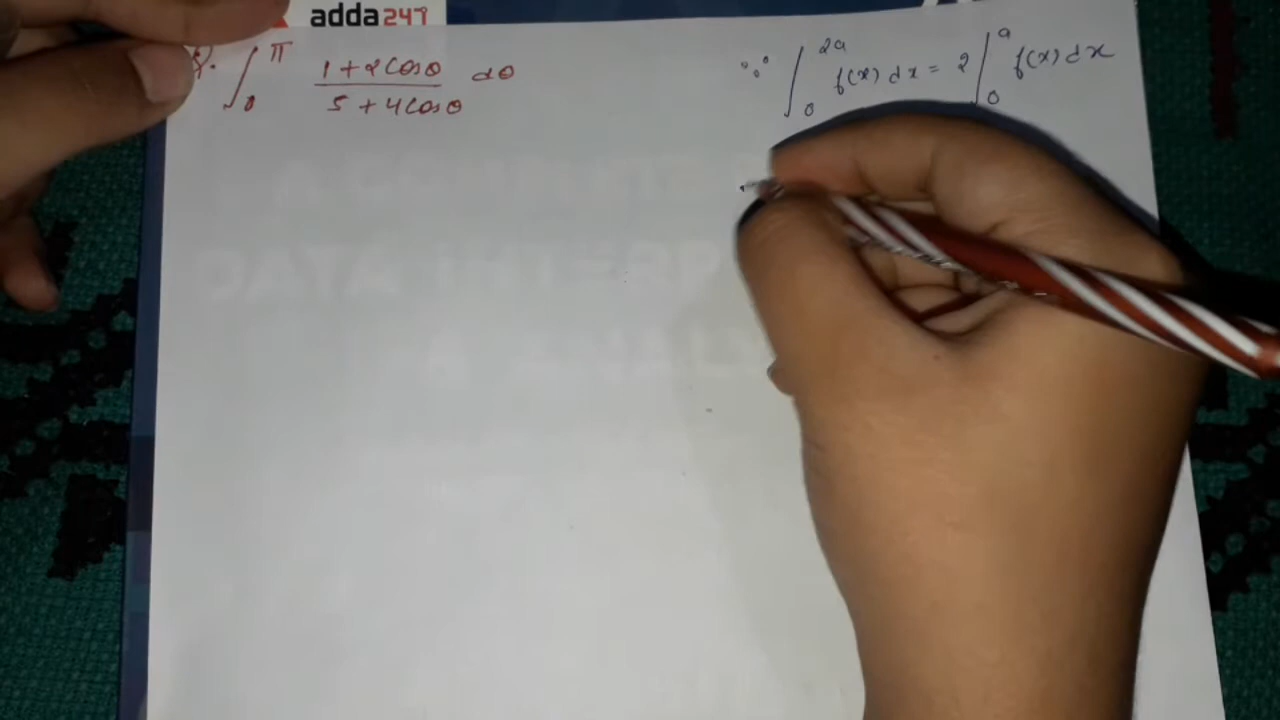 adda247
Q. ∫₀^π (1+2cosθ)/(5+4cosθ) dθ
∵ ∫₀^2a f(x) dx = 2∫₀^a f(x) dx